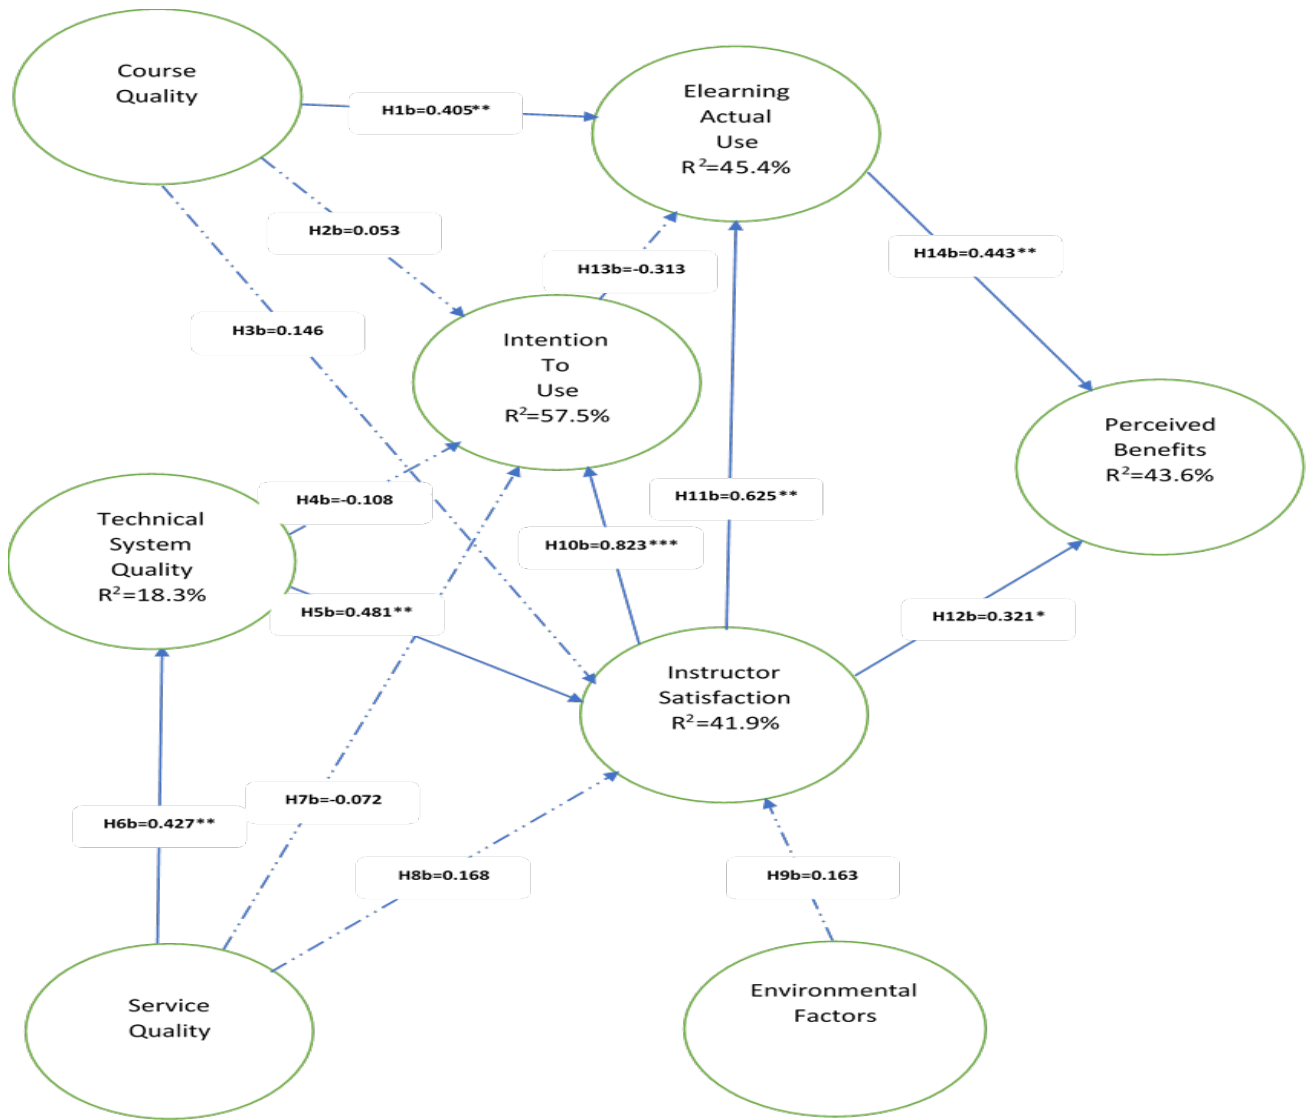 Course
Quality
Elearning
Actual
Use
R²=45.4%
H1b=0.405**
H2b=0.053
H13b=-0.313
H14b=0.443**
H3b=0.146
Intention
To
Use
R²=57.5%
Perceived
Benefits
R²=43.6%
H4b=-0.108
H11b=0.625**
Technical
System
Quality
R²=18.3%
H10b=0.823***
H5b=0.481**
H12b=0.321*
Instructor
Satisfaction
R²=41.9%
H7b=-0.072
H6b=0.427**
H8b=0.168
H9b=0.163
Service
Quality
Environmental
Factors